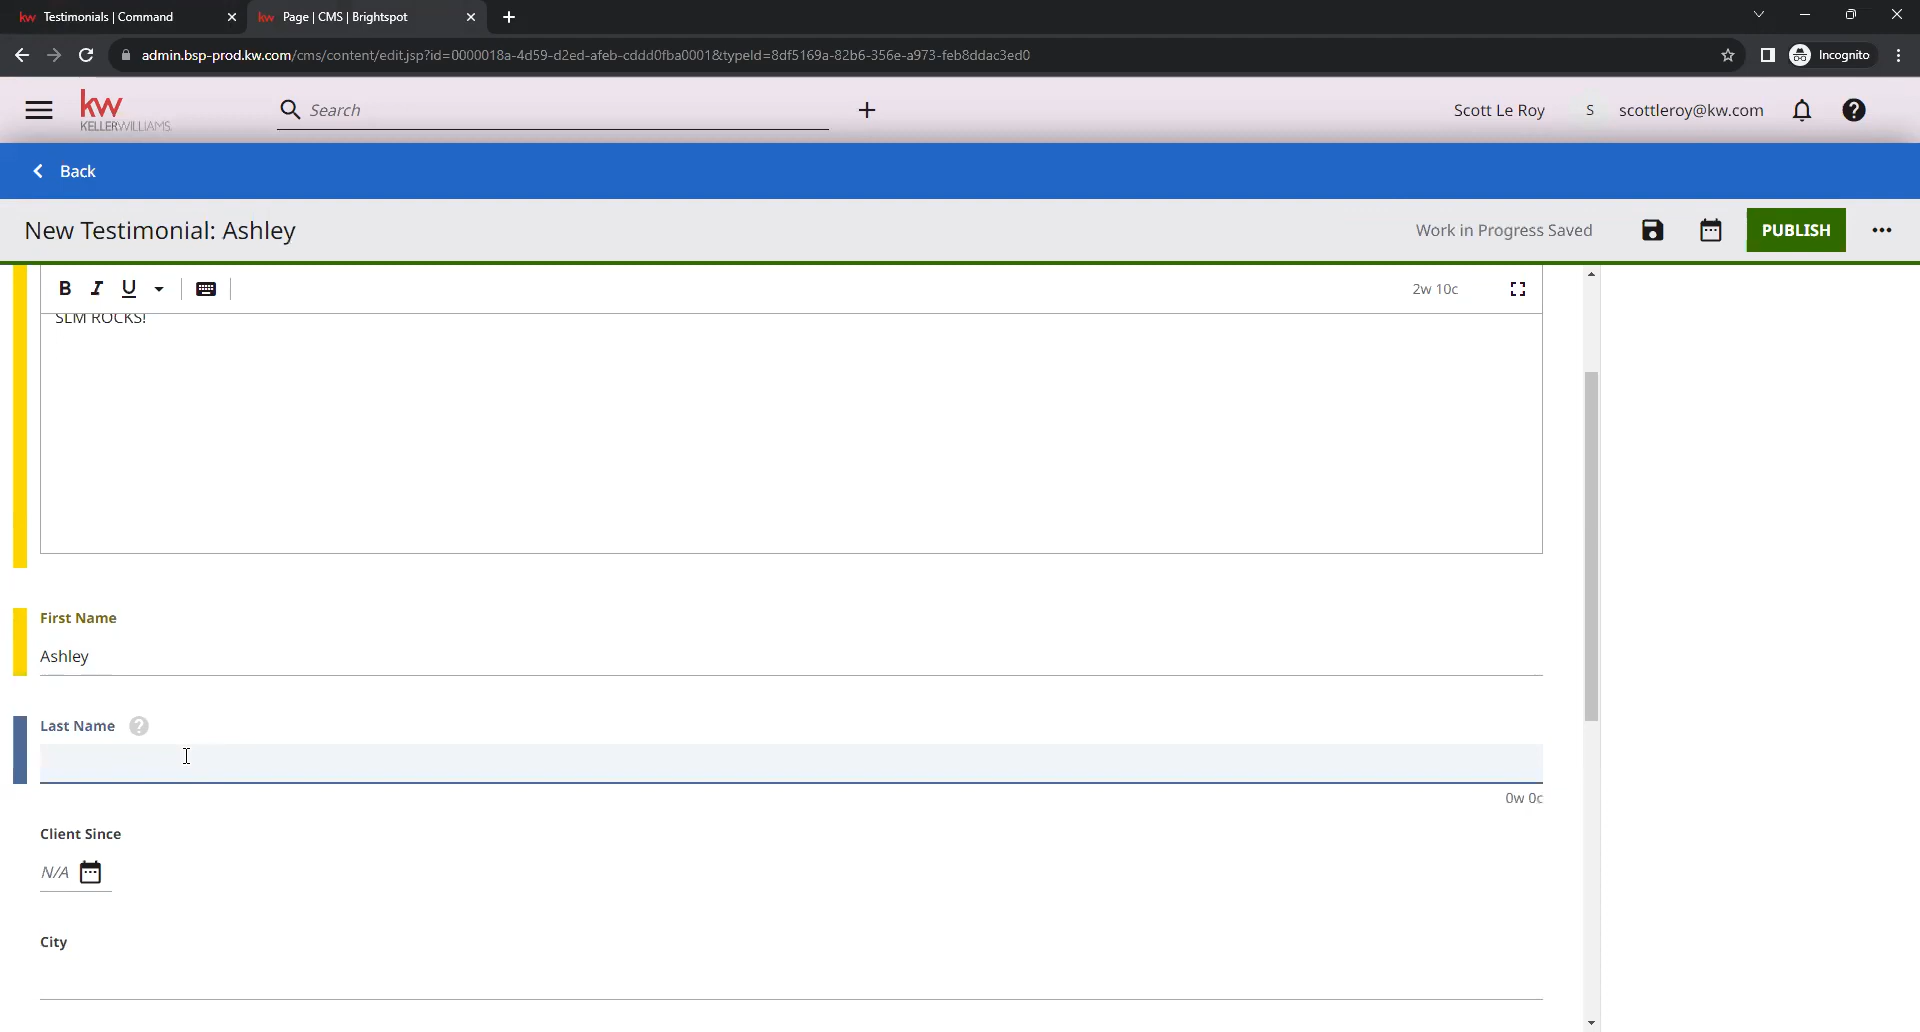 kw Testimonials | Command
kw Page | CMS | Brightspot
admin.bsp-prod.kw.com/cms/content/edit.jsp?id=0000018a-4d59-d2ed-afeb-cddd0fba0001&typeId=8df5169a-82b6-356e-a973-feb8ddac3ed0
Incognito
kw
KELLERWILLIAMS.
Search
Scott Le Roy
S
scottleroy@kw.com
Back
New Testimonial: Ashley
Work in Progress Saved
PUBLISH
B I U
2w 10c
SLM ROCKS!
First Name
Ashley
Last Name ?
0w 0c
Client Since
N/A
City